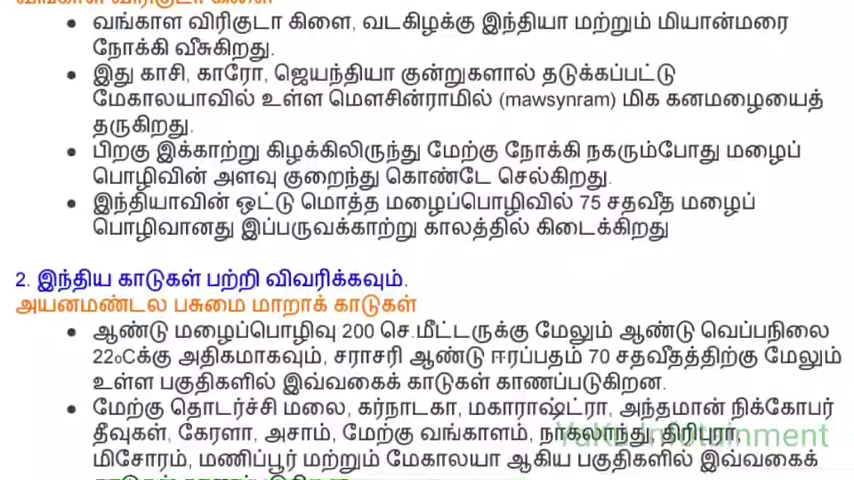 வங்காள விரிகுடா கிளை
வங்காள விரிகுடா கிளை, வடகிழக்கு இந்தியா மற்றும் மியான்மரை
நோக்கி வீசுகிறது.
இது காசி, காரோ, ஜெயந்தியா குன்றுகளால் தடுக்கப்பட்டு
மேகாலயாவில் உள்ள மௌசின்ராமில் (mawsynram) மிக கனமழையைத்
தருகிறது.
பிறகு இக்காற்று கிழக்கிலிருந்து மேற்கு நோக்கி நகரும்போது மழைப்
பொழிவின் அளவு குறைந்து கொண்டே செல்கிறது.
இந்தியாவின் ஒட்டு மொத்த மழைப்பொழிவில் 75 சதவீத மழைப்
பொழிவானது இப்பருவக்காற்று காலத்தில் கிடைக்கிறது
2. இந்திய காடுகள் பற்றி விவரிக்கவும்.
அயனமண்டல பசுமை மாறாக் காடுகள்
ஆண்டு மழைப்பொழிவு 200 செ.மீட்டருக்கு மேலும் ஆண்டு வெப்பநிலை
22oCக்கு அதிகமாகவும், சராசரி ஆண்டு ஈரப்பதம் 70 சதவீதத்திற்கு மேலும்
உள்ள பகுதிகளில் இவ்வகைக் காடுகள் காணப்படுகிறன.
மேற்கு தொடர்ச்சி மலை, கர்நாடகா, மகாராஷ்ட்ரா, அந்தமான் நிக்கோபர்
தீவுகள், கேரளா, அசாம், மேற்கு வங்காளம், நாகலாந்து, திரிபுரா,
மிசோரம், மணிப்பூர் மற்றும் மேகாலயா ஆகிய பகுதிகளில் இவ்வகைக்